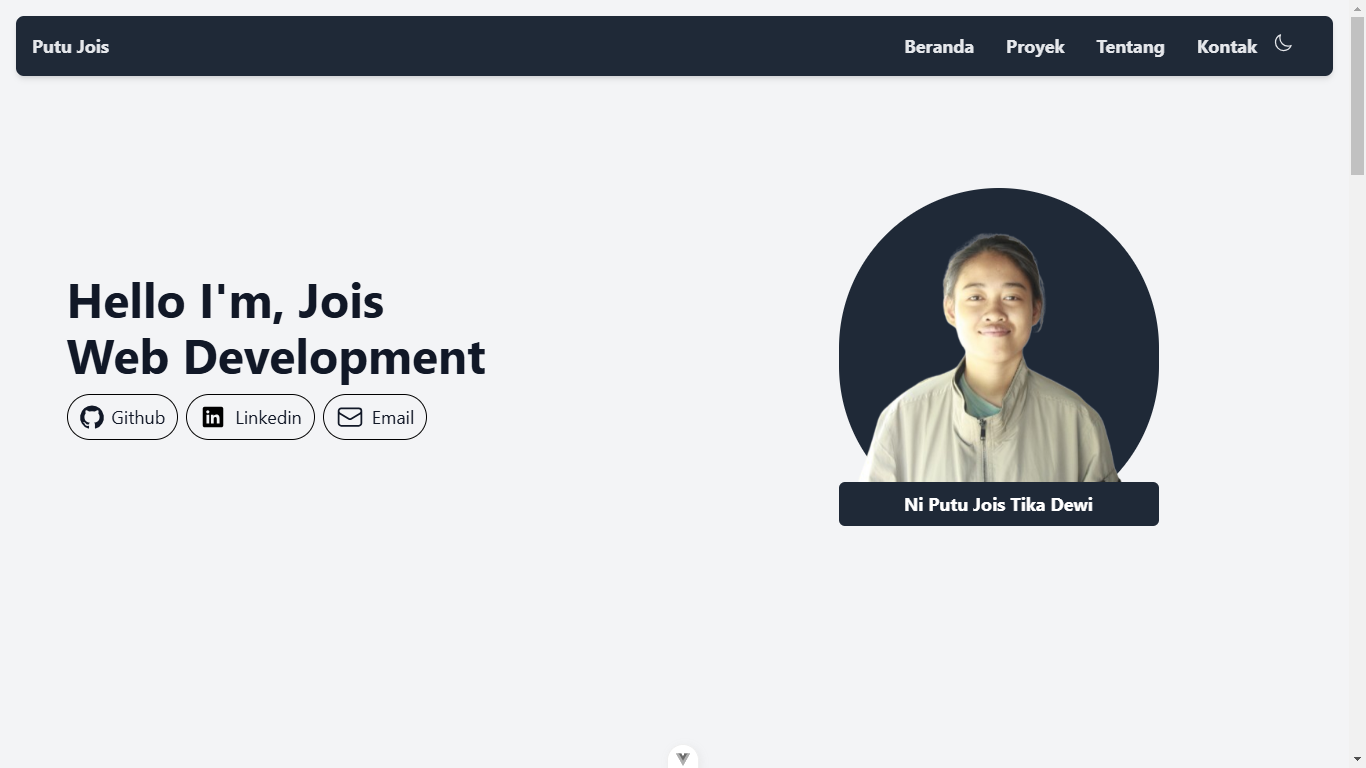 Putu Jois
Beranda Proyek Tentang Kontak
Hello I'm, Jois
Web Development
Github Linkedin Email
Ni Putu Jois Tika Dewi